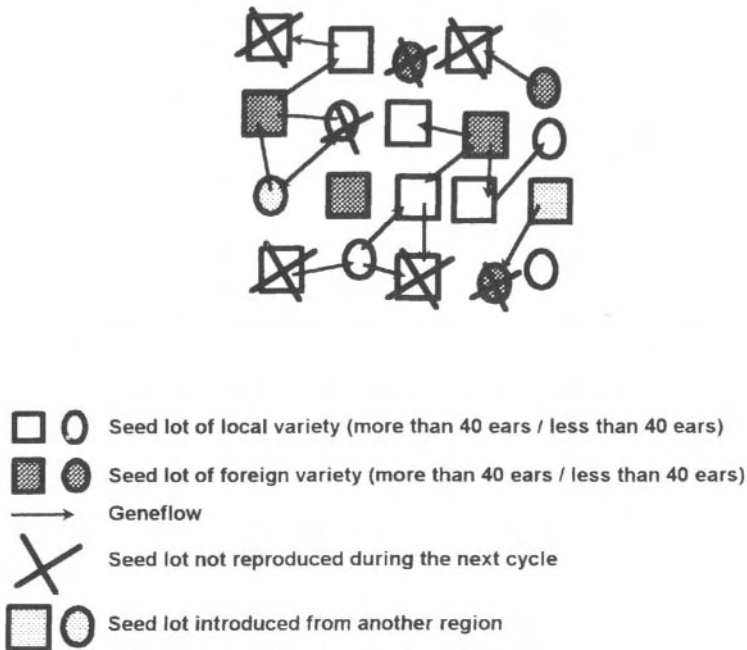 Seed lot of local variety (more than 40 ears / less than 40 ears)
Seed lot of foreign variety (more than 40 ears / less than 40 ears)
Geneflow
Seed lot not reproduced during the next cycle
Seed lot introduced from another region